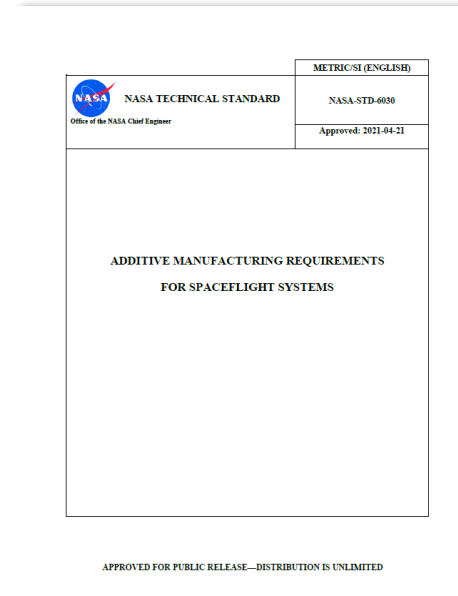 METRIC/SI (ENGLISH)
NASA
NASA TECHNICAL STANDARD
Office of the NASA Chief Engineer
NASA-STD-6030
Approved: 2021-04-21
ADDITIVE MANUFACTURING REQUIREMENTS
FOR SPACEFLIGHT SYSTEMS
APPROVED FOR PUBLIC RELEASE—DISTRIBUTION IS UNLIMITED